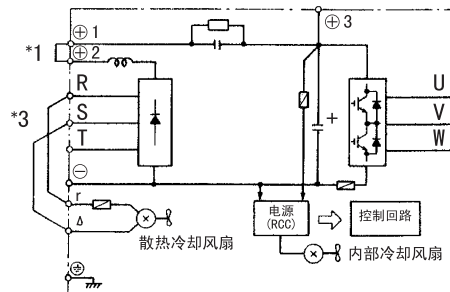 ⊕1
⊕3
*1
⊕2
R
*3
S
T
U
V
W
+
⊖
r
Δ
电源
(RCC)
控制回路
散热冷却风扇
内部冷却风扇